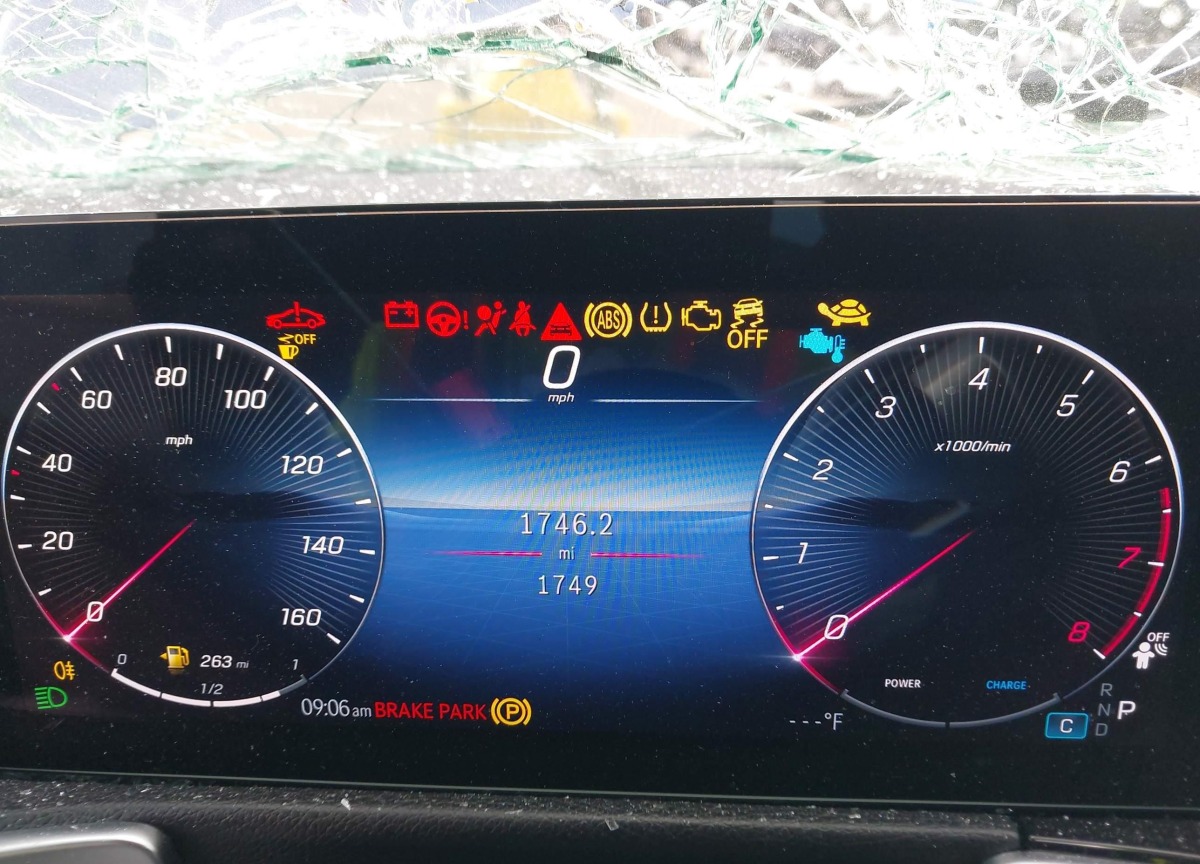 OFF
ABS
OFF
0
mph
0
20
40
60
80
100
120
140
160
mph
0
1/2
1
263 mi
1746.2
mi
1749
0
1
2
3
4
5
6
7
8
x1000/min
POWER
CHARGE
OFF
09:06 am BRAKE PARK P
---°F
C
R
N
D
P